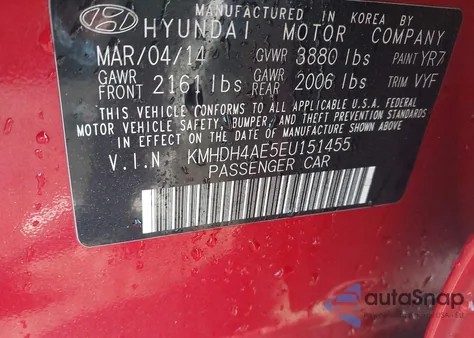 MANUFACTURED IN KOREA BY
HYUNDAI MOTOR COMPANY
MAR/04/14 GVWR 3880 lbs PAINT YR7
GAWR FRONT 2161 lbs GAWR REAR 2006 lbs TRIM VYF
THIS VEHICLE CONFORMS TO ALL APPLICABLE U.S.A. FEDERAL
MOTOR VEHICLE SAFETY, BUMPER, AND THEFT PREVENTION
STANDARDS IN EFFECT ON THE DATE OF MANUFACTURE SHOWN ABOVE.
V.I.N KMHDH4AE5EU151455
PASSENGER CAR
autaSnap